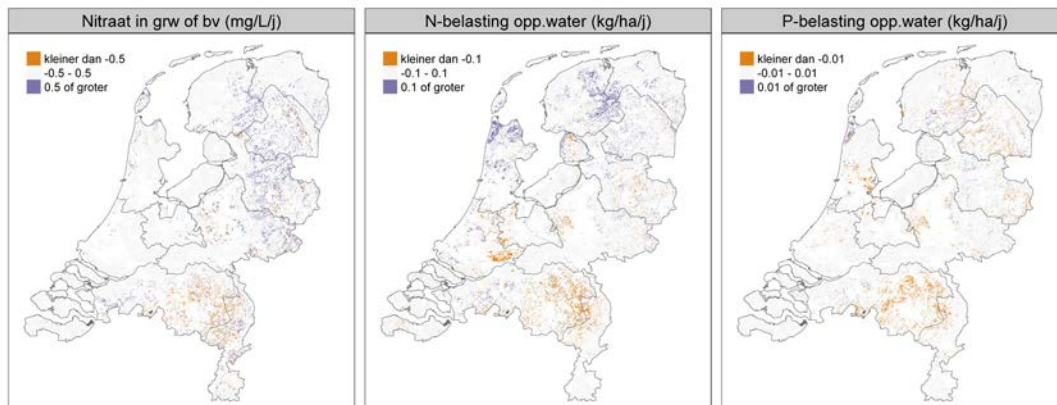 Nitraat in grw of bv (mg/L/j)
kleiner dan -0.5
-0.5 - 0.5
0.5 of groter
N-belasting opp.water (kg/ha/j)
kleiner dan -0.1
-0.1 - 0.1
0.1 of groter
P-belasting opp.water (kg/ha/j)
kleiner dan -0.01
-0.01 - 0.01
0.01 of groter